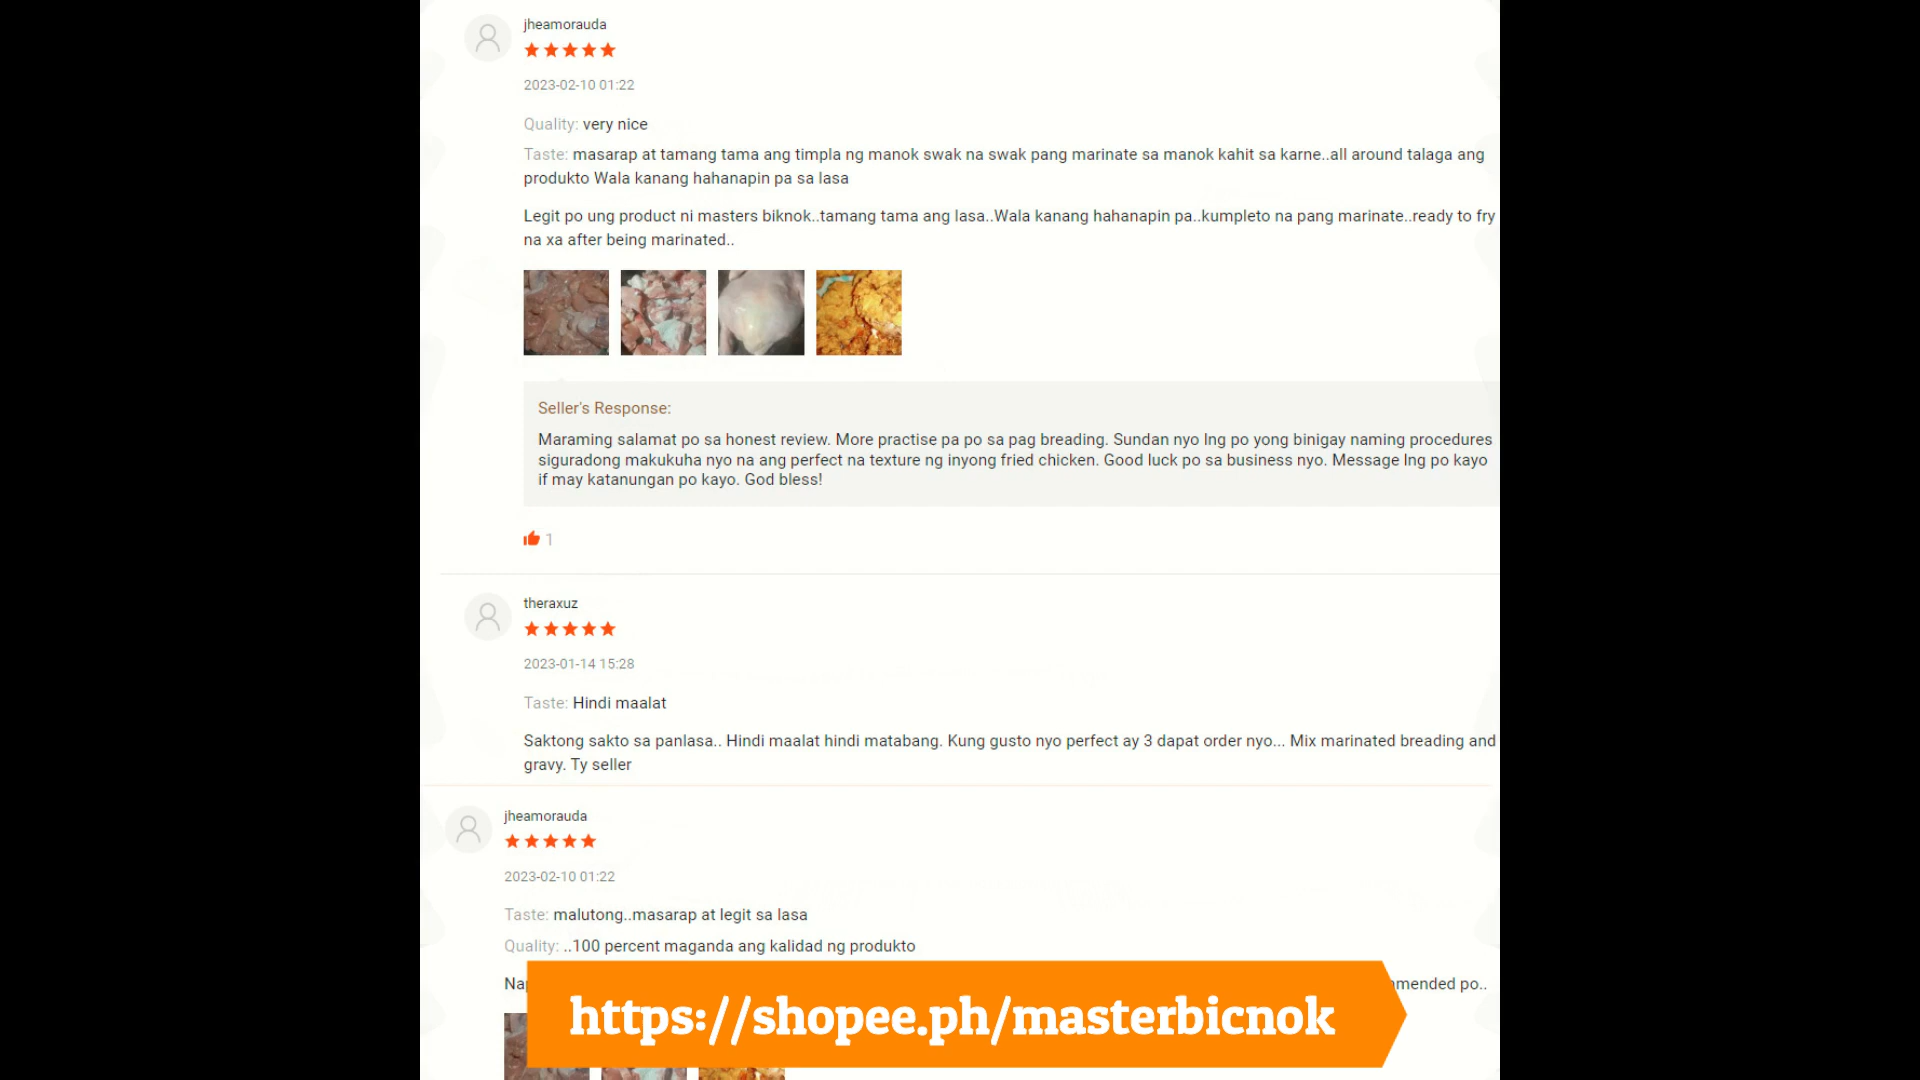 jheamorauda
2023-02-10 01:22
Quality: very nice
Taste: masarap at tamang tama ang timpla ng manok swak na swak pang marinate sa manok kahit sa karne..all around talaga ang
produkto Wala kanang hahanapin pa sa lasa
Legit po ung product ni masters biknok..tamang tama ang lasa..Wala kanang hahanapin pa..kumpleto na pang marinate..ready to fry
na xa after being marinated..
Seller's Response:
Maraming salamat po sa honest review. More practise pa po sa pag breading. Sundan nyo lng po yong binigay naming procedures
siguradong makukuha nyo na ang perfect na texture ng inyong fried chicken. Good luck po sa business nyo. Message lng po kayo
if may katanungan po kayo. God bless!
1
theraxuz
2023-01-14 15:28
Taste: Hindi maalat
Saktong sakto sa panlasa.. Hindi maalat hindi matabang. Kung gusto nyo perfect ay 3 dapat order nyo... Mix marinated breading and
gravy. Ty seller
jheamorauda
2023-02-10 01:22
Taste: malutong..masarap at legit sa lasa
Quality: ..100 percent maganda ang kalidad ng produkto
po..
https://shopee.ph/masterbicnok